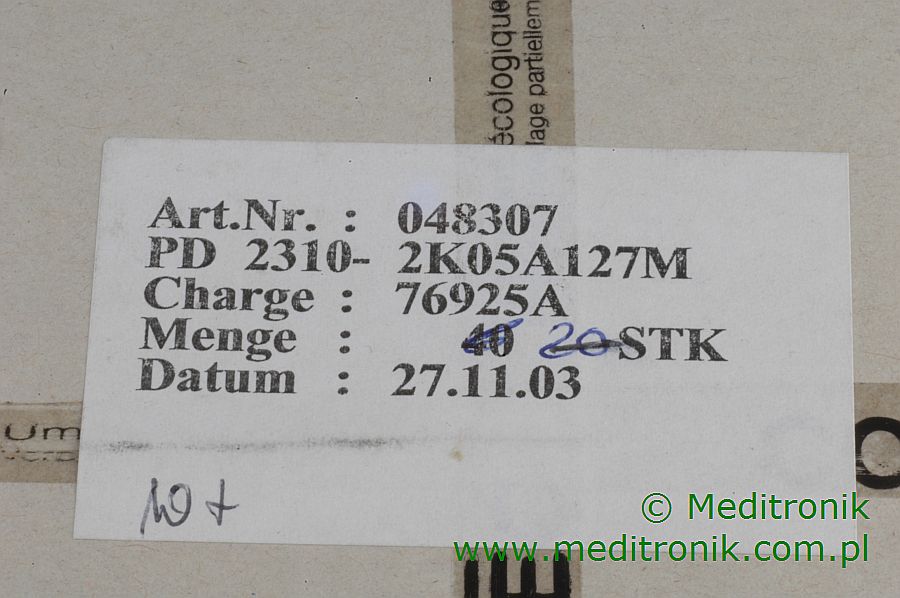 écologique
lage partiellem
Art.Nr. : 048307
PD 2310- 2K05A127M
Charge : 76925A
Menge : 40 20 STK
Datum : 27.11.03
Um
10 +
© Meditronik
www.meditronik.com.pl